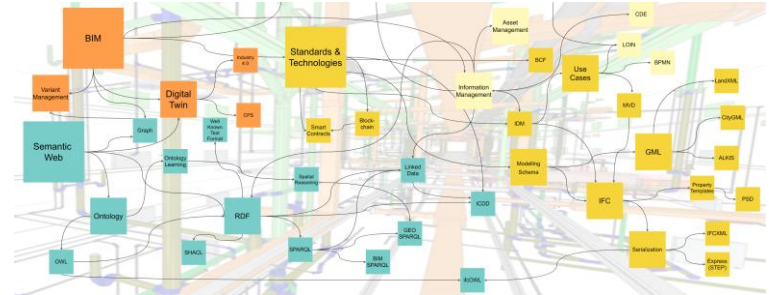 BIM
Industry
4.0
Standards &
Technologies
Asset
Management
CDE
LOIN
BPMN
BCF
Use
Cases
Information
Management
Variant
Management
Digital
Twin
CPS
LandXML
MVD
CityGML
Semantic
Web
Graph
Well
Known
Text
Format
Smart
Contracts
Block-
chain
IDM
GML
ALKIS
Ontology
Learning
Spatial
Reasoning
Linked
Data
Modelling
Schema
Property
Templates
PSD
Ontology
RDF
ICDD
IFC
GEO
SPARQL
OWL
SHACL
SPARQL
BIM
SPARQL
IFCXML
Serialization
Express
(STEP)
ifcOWL